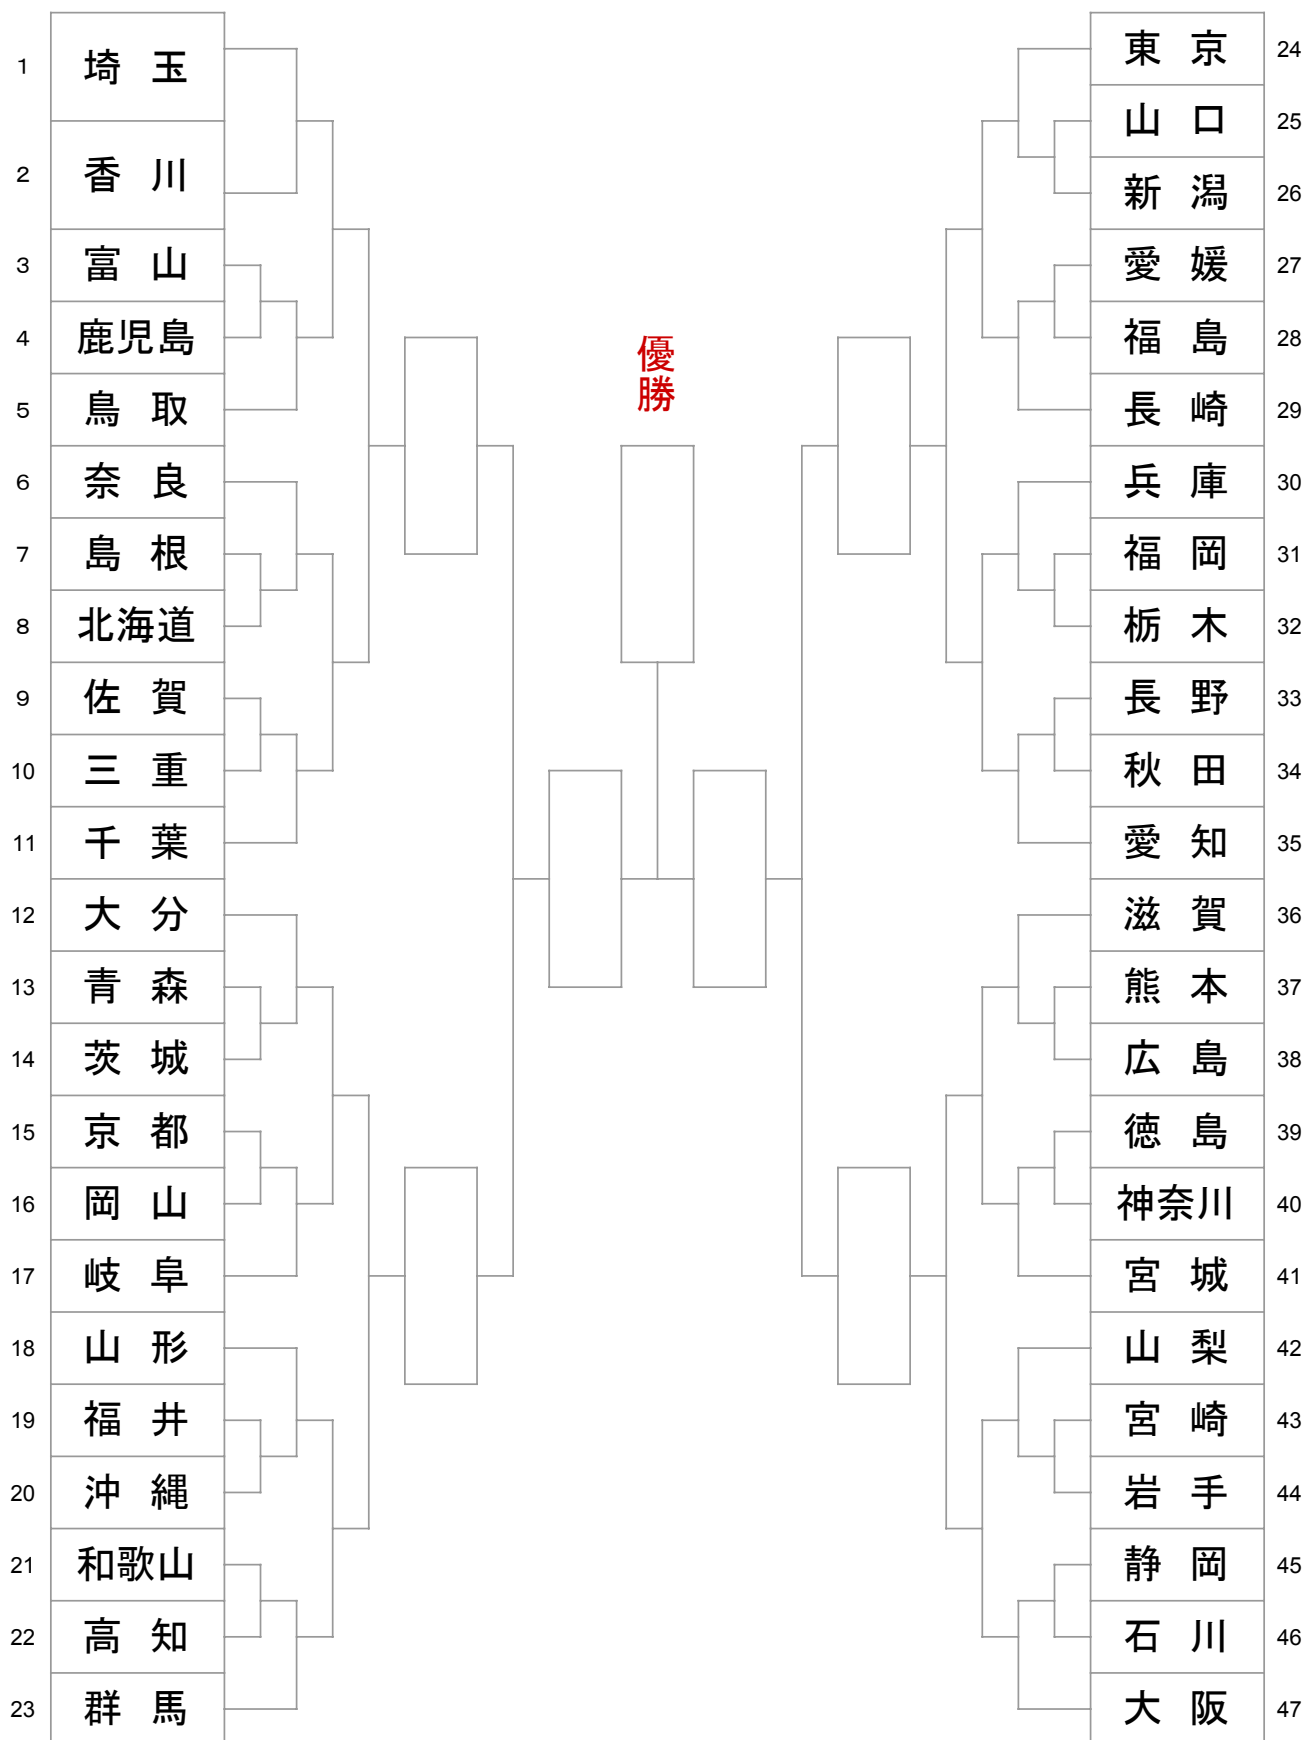 1 埼玉
2 香川
3 富山
4 鹿児島
5 鳥取
6 奈良
7 島根
8 北海道
9 佐賀
10 三重
11 千葉
12 大分
13 青森
14 茨城
15 京都
16 岡山
17 岐阜
18 山形
19 福井
20 沖縄
21 和歌山
22 高知
23 群馬
優勝
東京 24
山口 25
新潟 26
愛媛 27
福島 28
長崎 29
兵庫 30
福岡 31
栃木 32
長野 33
秋田 34
愛知 35
滋賀 36
熊本 37
広島 38
徳島 39
神奈川 40
宮城 41
山梨 42
宮崎 43
岩手 44
静岡 45
石川 46
大阪 47